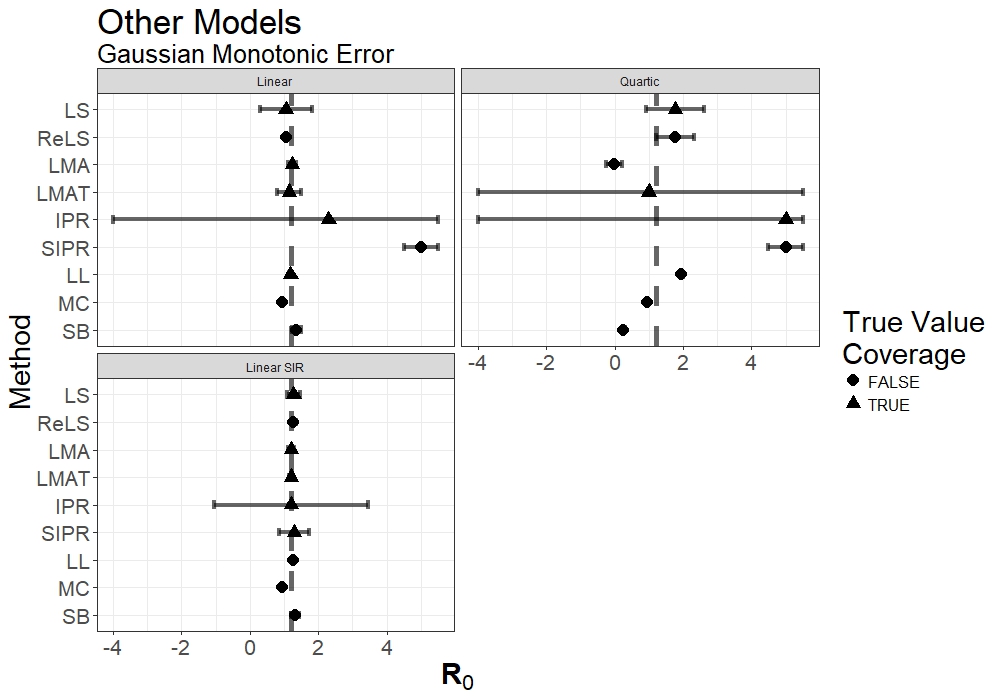 Other Models
Gaussian Monotonic Error
Linear
Quartic
LS
ReLS
LMA
LMAT
IPR
SIPR
LL
MC
SB
-4 -2 0 2 4
Linear SIR
LS
ReLS
LMA
LMAT
IPR
SIPR
LL
MC
SB
-4 -2 0 2 4
Method
R0
True Value
Coverage
FALSE
TRUE